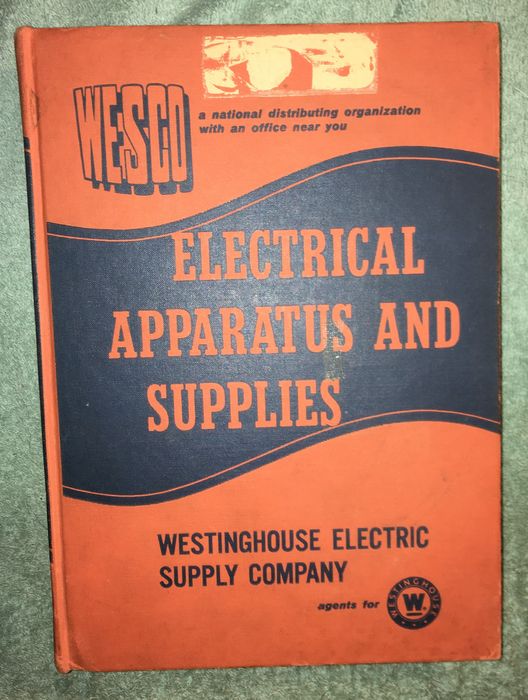 WESCO
a national distributing organization
with an office near you
ELECTRICAL
APPARATUS AND
SUPPLIES
WESTINGHOUSE ELECTRIC
SUPPLY COMPANY
agents for
WESTINGHOUSE
W